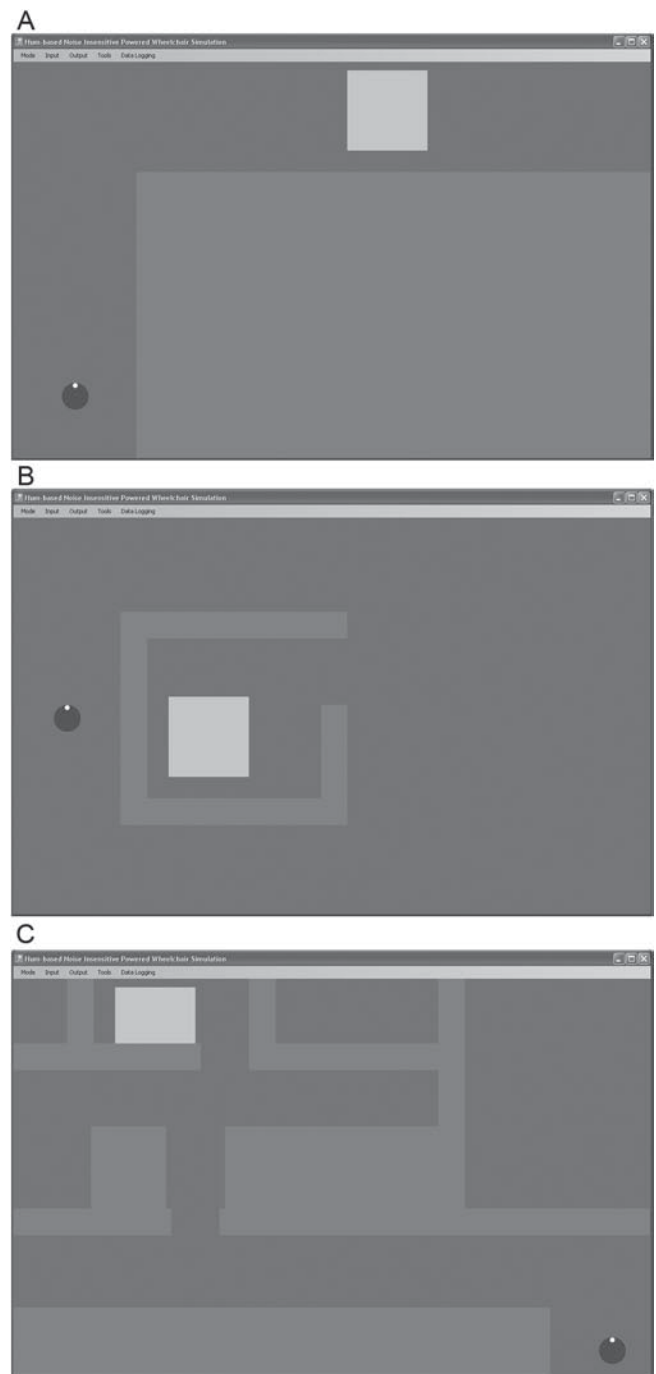 A
Hum-based Noise Insensitive Powered Wheelchair Simulation
Mode Input Output Tools Data Logging
B
Hum-based Noise Insensitive Powered Wheelchair Simulation
Mode Input Output Tools Data Logging
C
Hum-based Noise Insensitive Powered Wheelchair Simulation
Mode Input Output Tools Data Logging